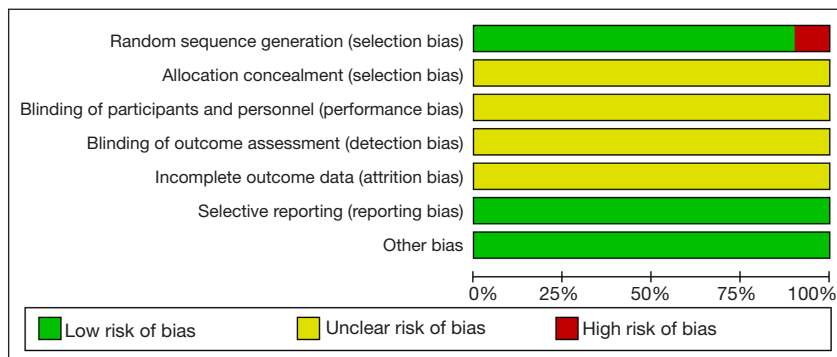 Random sequence generation (selection bias)
Allocation concealment (selection bias)
Blinding of participants and personnel (performance bias)
Blinding of outcome assessment (detection bias)
Incomplete outcome data (attrition bias)
Selective reporting (reporting bias)
Other bias
0% 25% 50% 75% 100%
Low risk of bias Unclear risk of bias High risk of bias